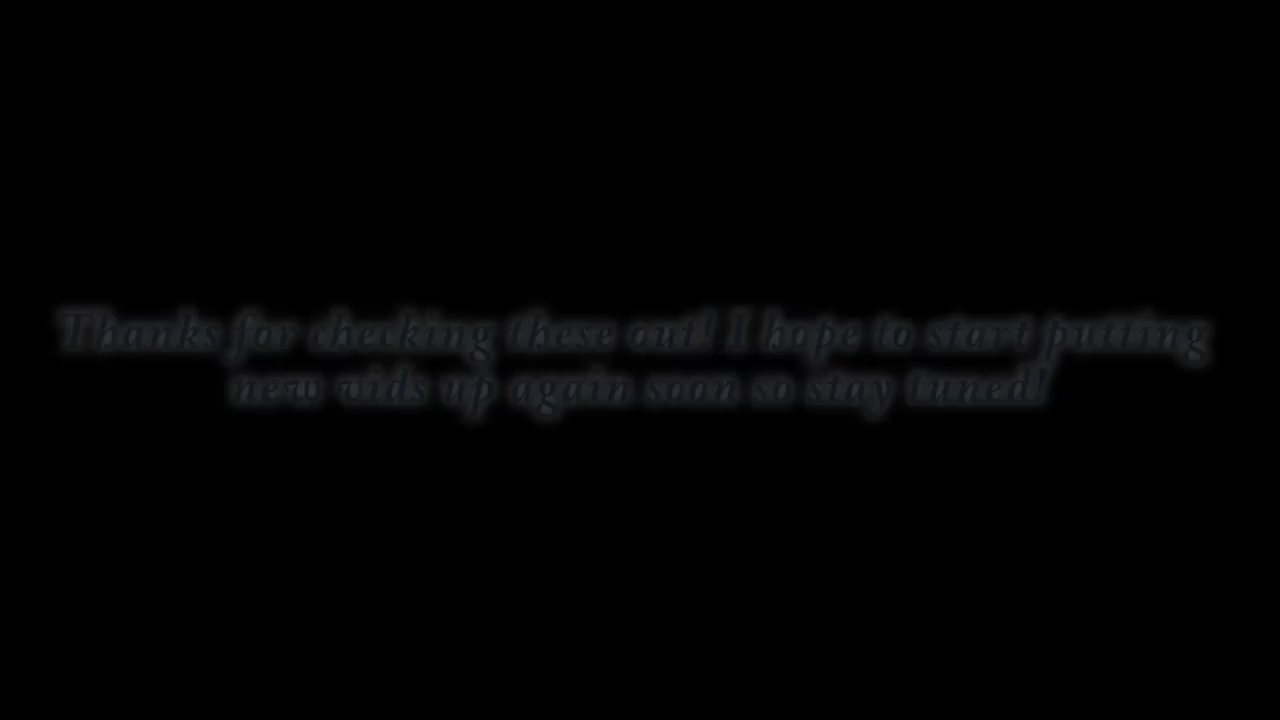 Thanks for checking these out! I hope to start putting
new vids up again soon so stay tuned!